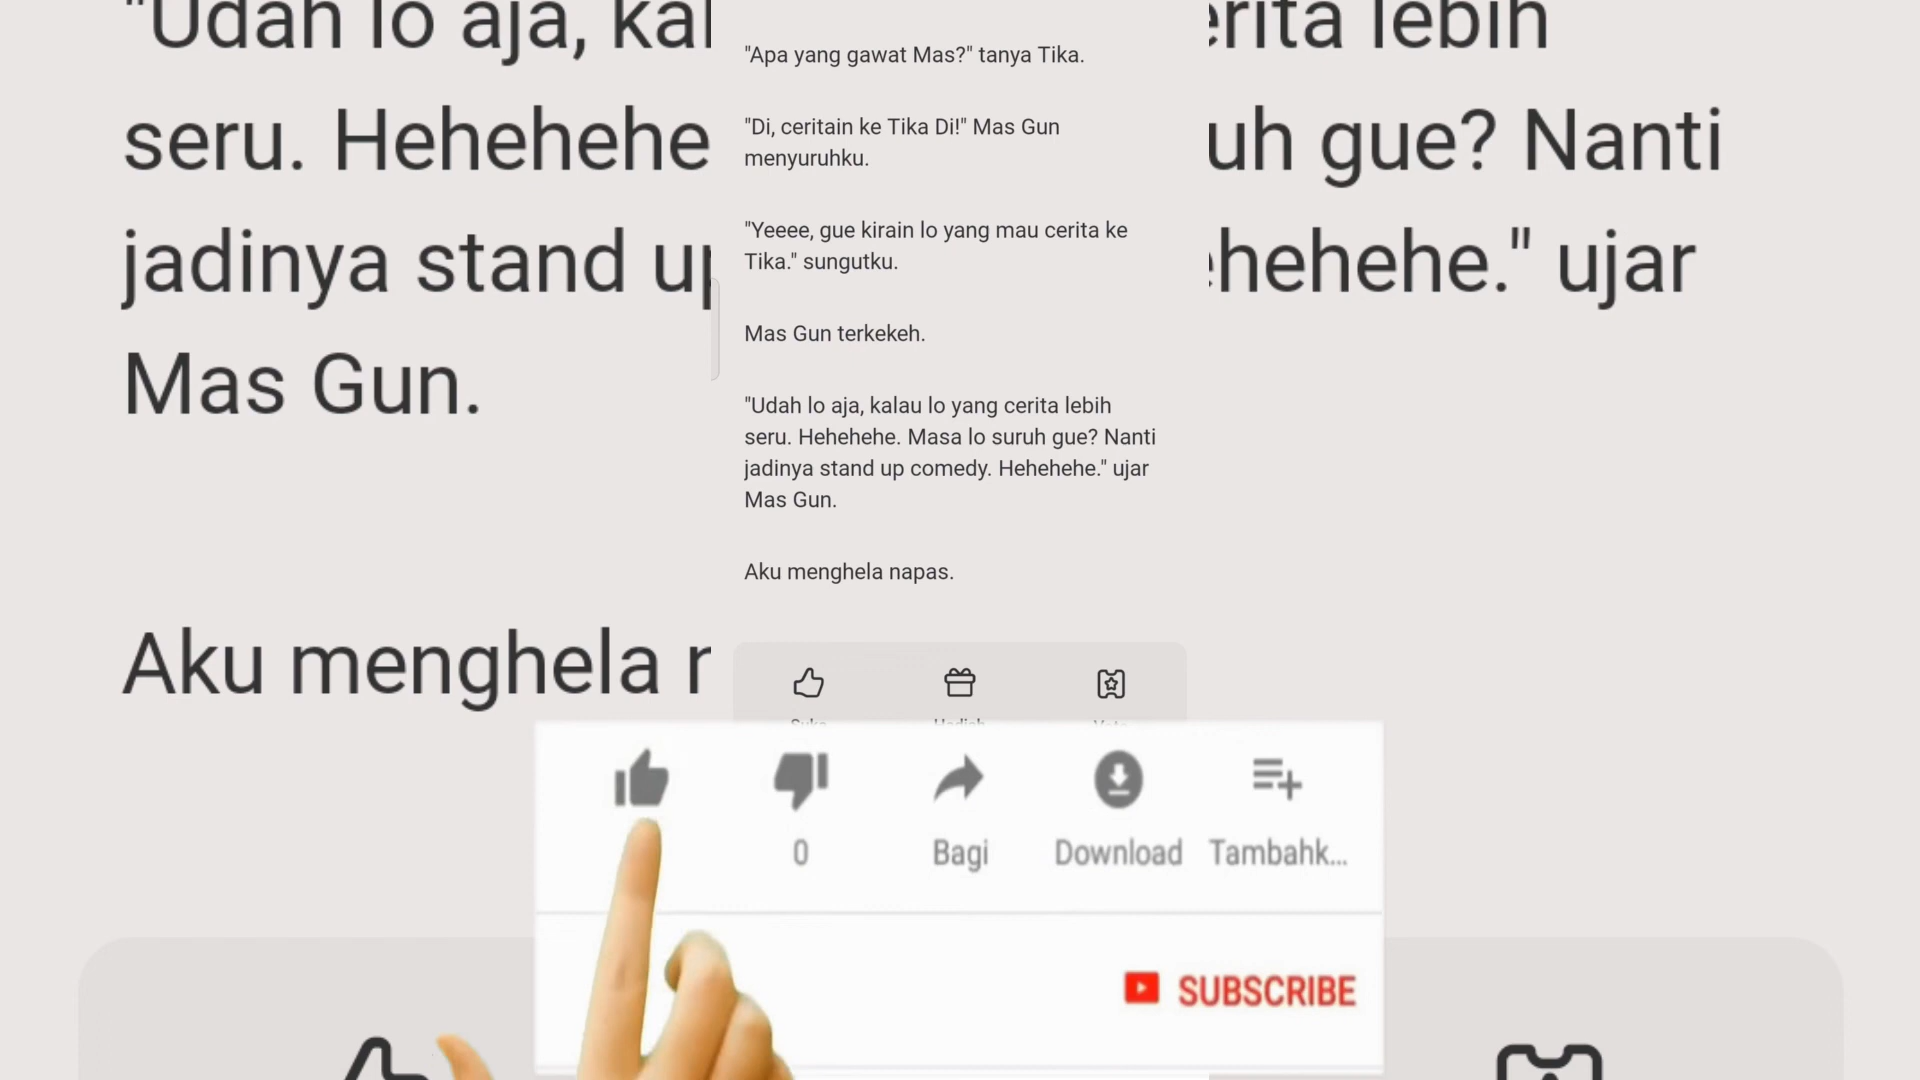 "Udah lo aja, kal
seru. Hehehehe
jadinya stand up
Mas Gun.
Aku menghela
"Apa yang gawat Mas?" tanya Tika.
"Di, ceritain ke Tika Di!" Mas Gun
menyuruhku.
"Yeeee, gue kirain lo yang mau cerita ke
Tika." sungutku.
Mas Gun terkekeh.
"Udah lo aja, kalau lo yang cerita lebih
seru. Hehehehe. Masa lo suruh gue? Nanti
jadinya stand up comedy. Hehehehe." ujar
Mas Gun.
Aku menghela napas.
erita lebih
uh gue? Nanti
hehehe." ujar
0 Bagi Download Tambahk...
SUBSCRIBE